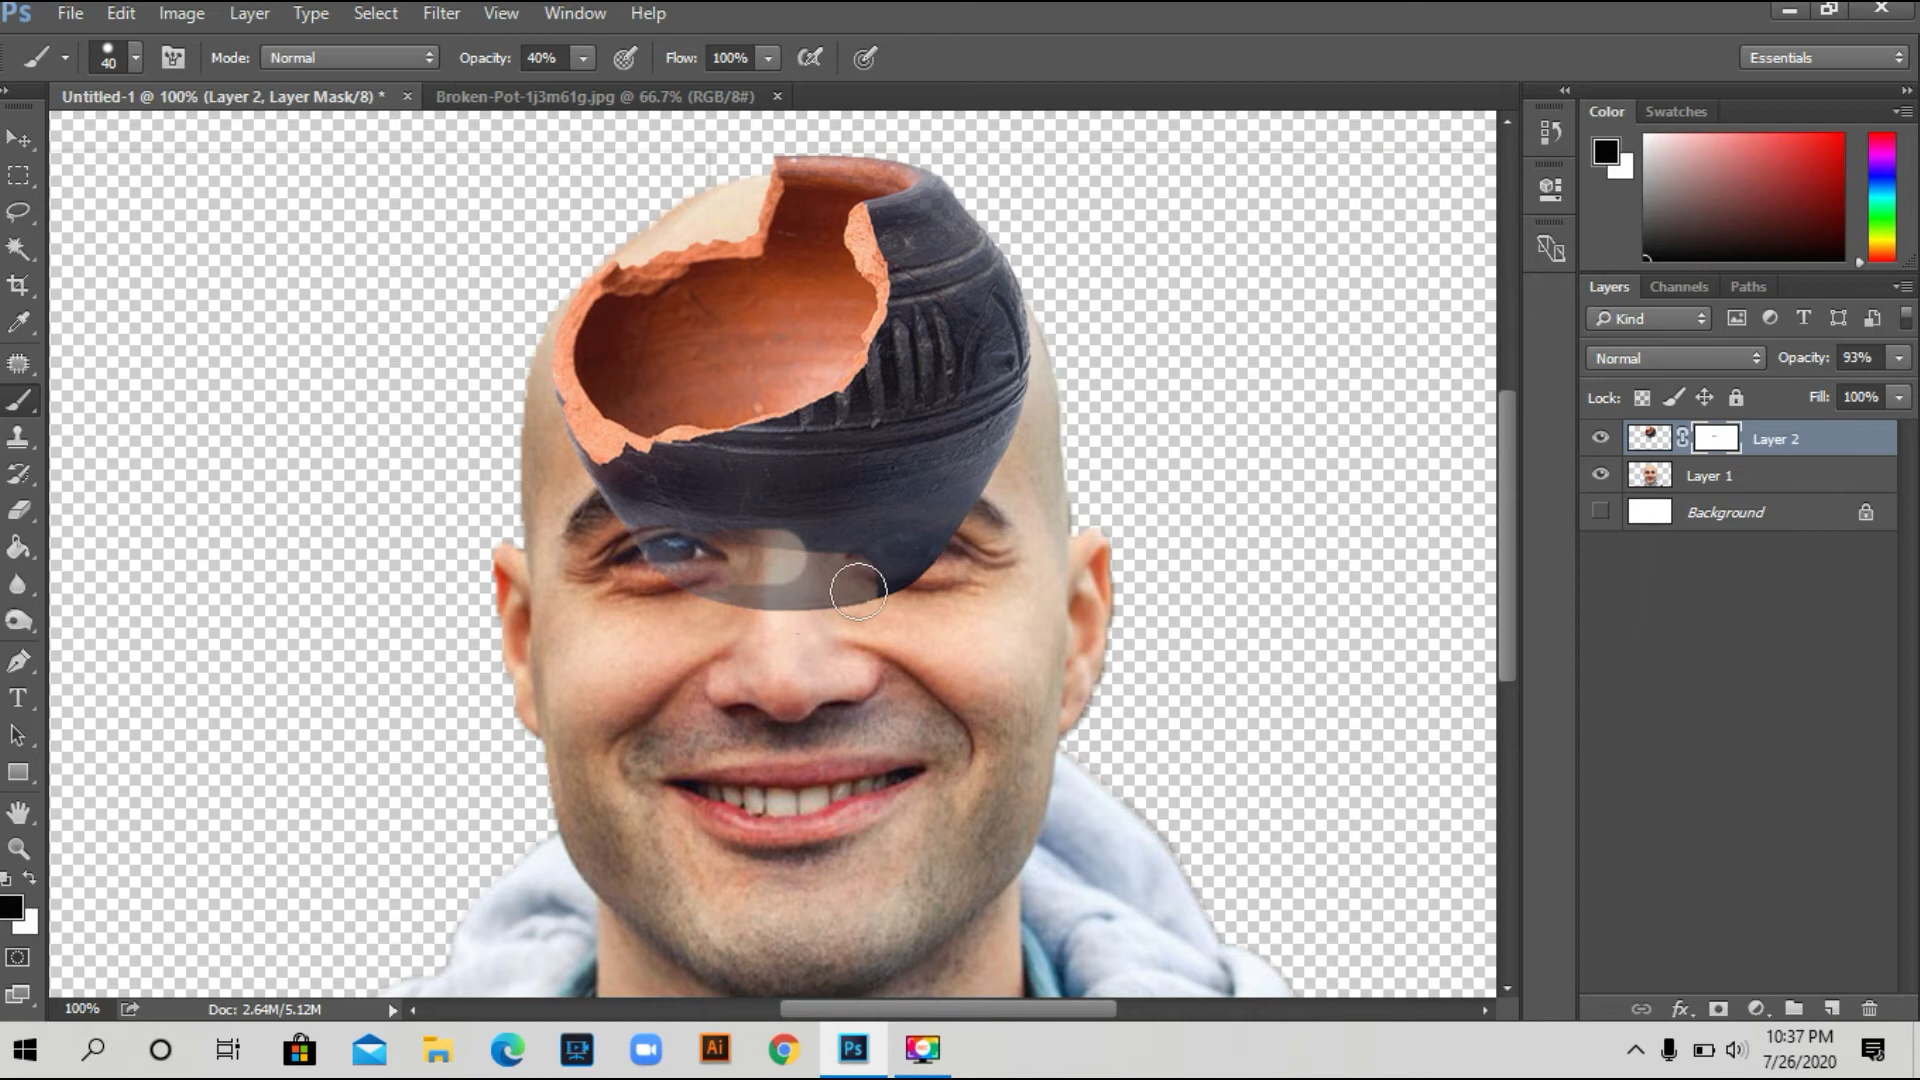 Ps File Edit Image Layer Type Select Filter View Window Help
40 Mode: Normal Opacity: 40% Flow: 100% Essentials
Untitled-1 @ 100% (Layer 2, Layer Mask/8) * × Broken-Pot-1j3m61g.jpg @ 66.7% (RGB/8#) ×
Color Swatches
Layers Channels Paths
Kind
Normal Opacity: 93%
Lock: Fill: 100%
Layer 2
Layer 1
Background
100% Doc: 2.64M/5.12M
fx
Ai Ps
10:37 PM
7/26/2020